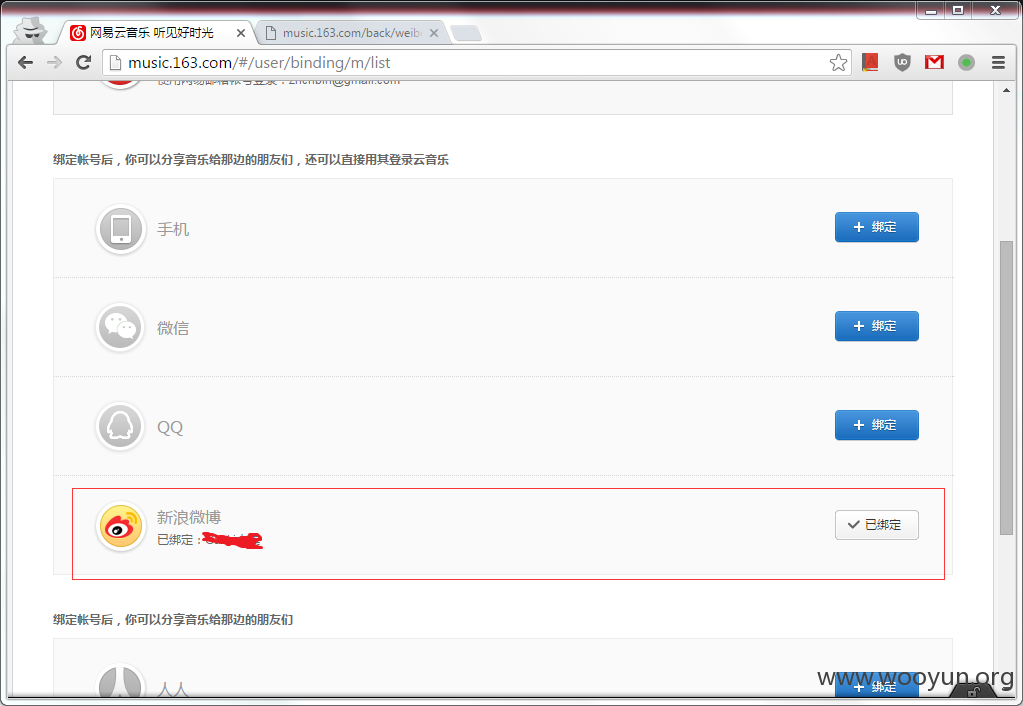 网易云音乐 听见好时光
music.163.com/back/weib
music.163.com/#/user/binding/m/list
绑定帐号后，你可以分享音乐给那边的朋友们，还可以直接用其登录云音乐
手机
+ 绑定
微信
+ 绑定
QQ
+ 绑定
新浪微博
已绑定：
已绑定
绑定帐号后，你可以分享音乐给那边的朋友们
人人
+ 绑定
www.wooyun.org